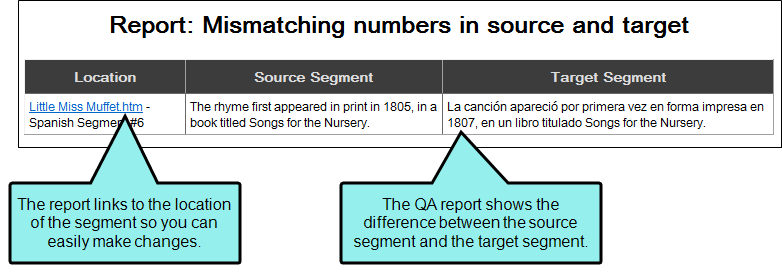 Report: Mismatching numbers in source and target
Location
Source Segment
Target Segment
Little Miss Muffet.htm -
Spanish Segment #6
The rhyme first appeared in print in 1805, in a
book titled Songs for the Nursery.
La canción apareció por primera vez en forma impresa en
1807, en un libro titulado Songs for the Nursery.
The report links to the location
of the segment so you can
easily make changes.
The QA report shows the
difference between the source
segment and the target segment.